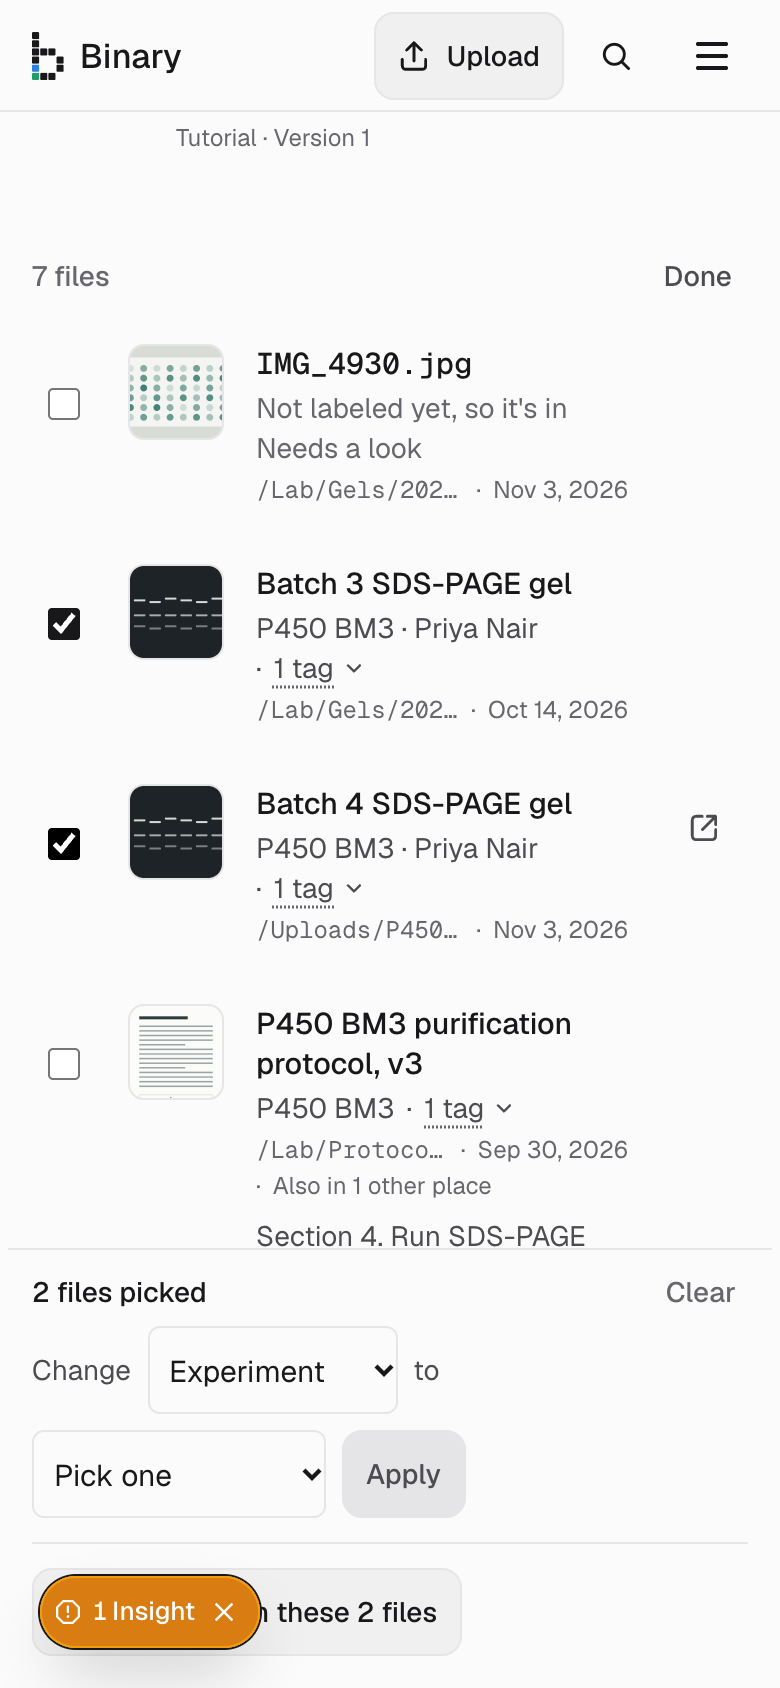 Binary
Upload
Tutorial · Version 1
7 files
Done
IMG_4930.jpg
Not labeled yet, so it's in
Needs a look
/Lab/Gels/202… · Nov 3, 2026
Batch 3 SDS-PAGE gel
P450 BM3 · Priya Nair
· 1 tag
/Lab/Gels/202… · Oct 14, 2026
Batch 4 SDS-PAGE gel
P450 BM3 · Priya Nair
· 1 tag
/Uploads/P450… · Nov 3, 2026
P450 BM3 purification
protocol, v3
P450 BM3 · 1 tag
/Lab/Protoco… · Sep 30, 2026
· Also in 1 other place
Section 4. Run SDS-PAGE
2 files picked
Clear
Change Experiment to
Pick one
Apply
1 Insight
these 2 files